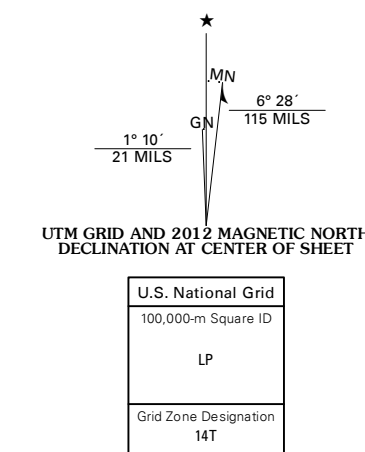 ★
MN
GN
6° 28´
115 MILS
1° 10´
21 MILS
UTM GRID AND 2012 MAGNETIC NORTH
DECLINATION AT CENTER OF SHEET
U.S. National Grid
100,000-m Square ID
LP
Grid Zone Designation
14T